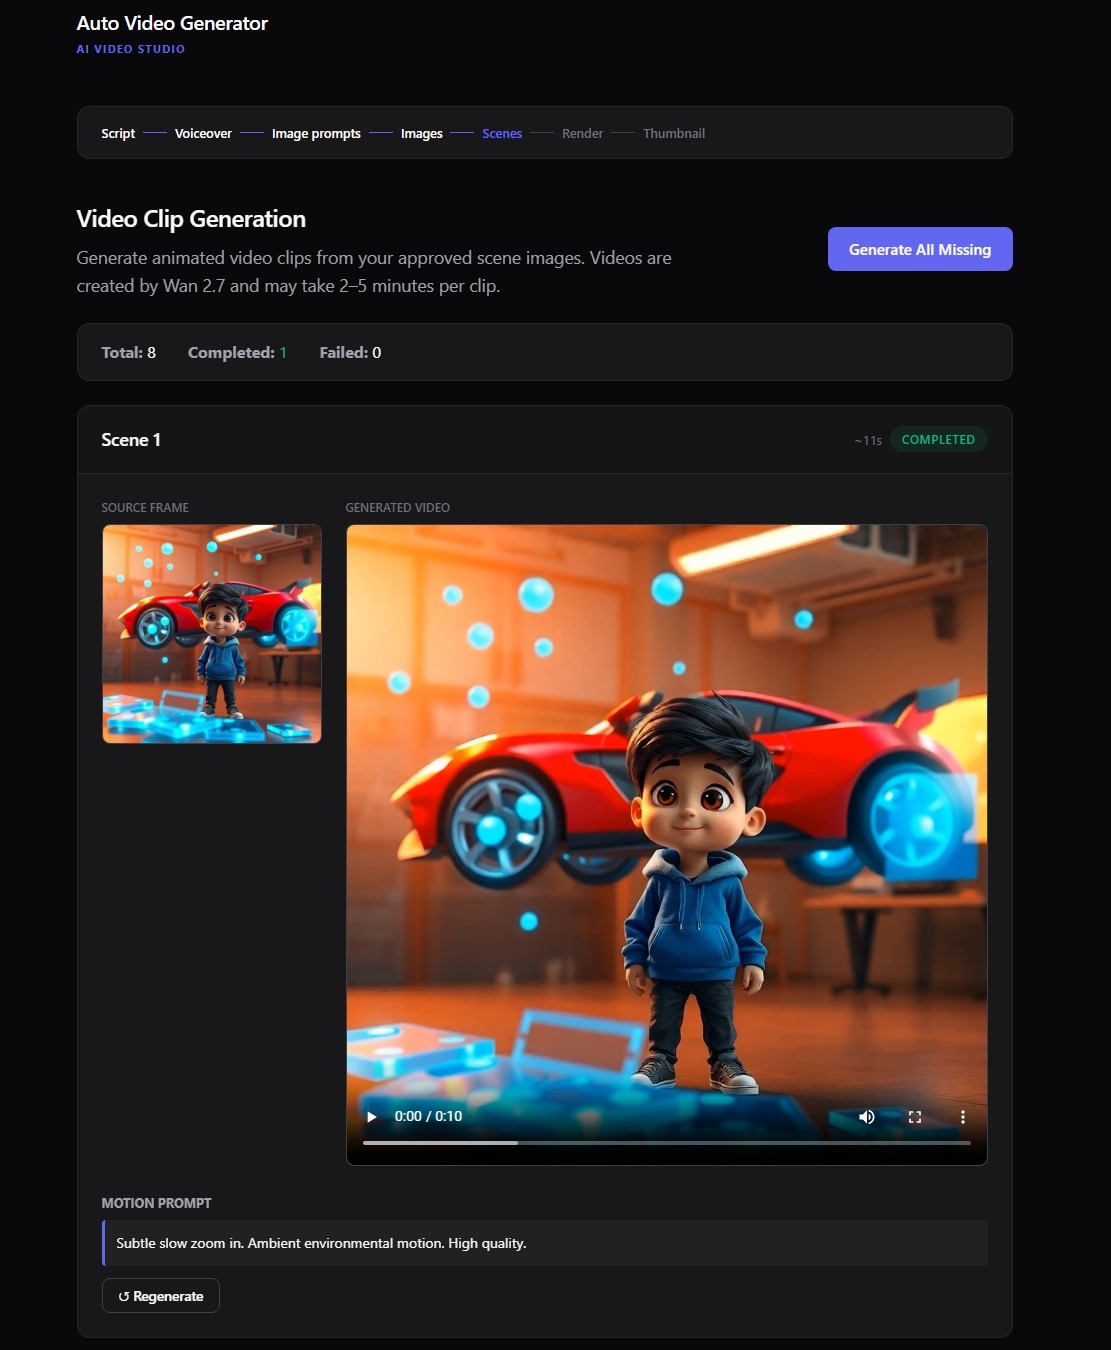 Auto Video Generator
AI VIDEO STUDIO
Script
Voiceover
Image prompts
Images
Scenes
Render
Thumbnail
Video Clip Generation
Generate animated video clips from your approved scene images. Videos are
created by Wan 2.7 and may take 2–5 minutes per clip.
Generate All Missing
Total: 8
Completed: 1
Failed: 0
Scene 1
~11s
COMPLETED
SOURCE FRAME
GENERATED VIDEO
0:00 / 0:10
MOTION PROMPT
Subtle slow zoom in. Ambient environmental motion. High quality.
↺ Regenerate